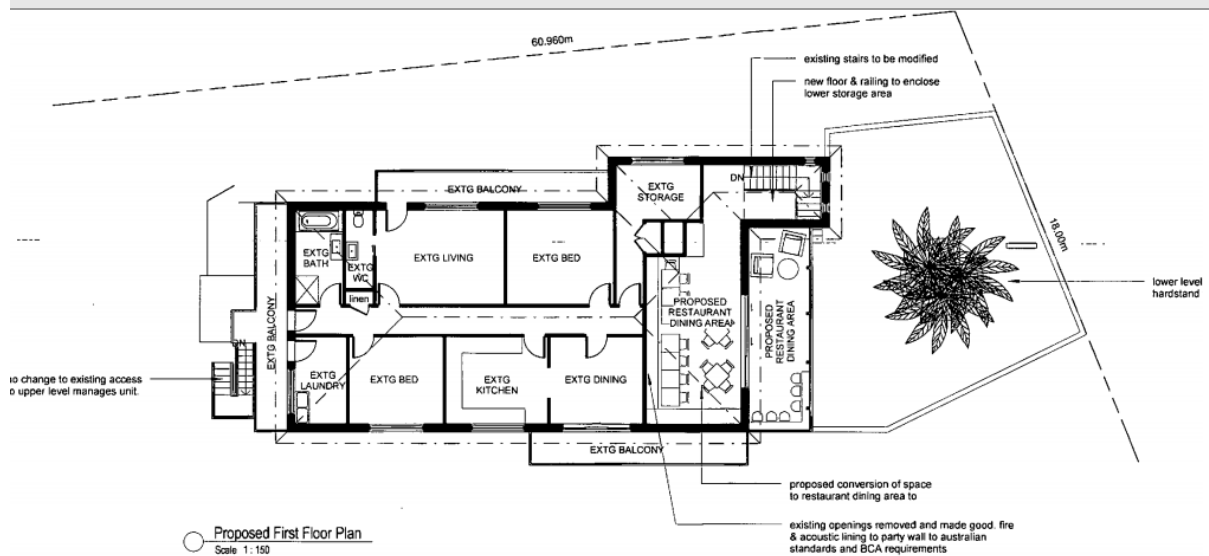 60.960m
existing stairs to be modified
new floor & railing to enclose
lower storage area
EXTG
STORAGE
DN
EXTG BALCONY
18.00m
EXTG
BATH
EXTG
WC
EXTG LIVING
EXTG BED
lower level
hardstand
linen
PROPOSED
RESTAURANT
DINING AREA
PROPOSED
RESTAURANT
DINING AREA
EXTG BALCONY
DN
no change to existing access
to upper level manages unit.
EXTG
LAUNDRY
EXTG BED
EXTG
KITCHEN
EXTG DINING
EXTG BALCONY
proposed conversion of space
to restaurant dining area to
existing openings removed and made good. fire
& acoustic lining to party wall to australian
standards and BCA requirements
Proposed First Floor Plan
Scale 1:150